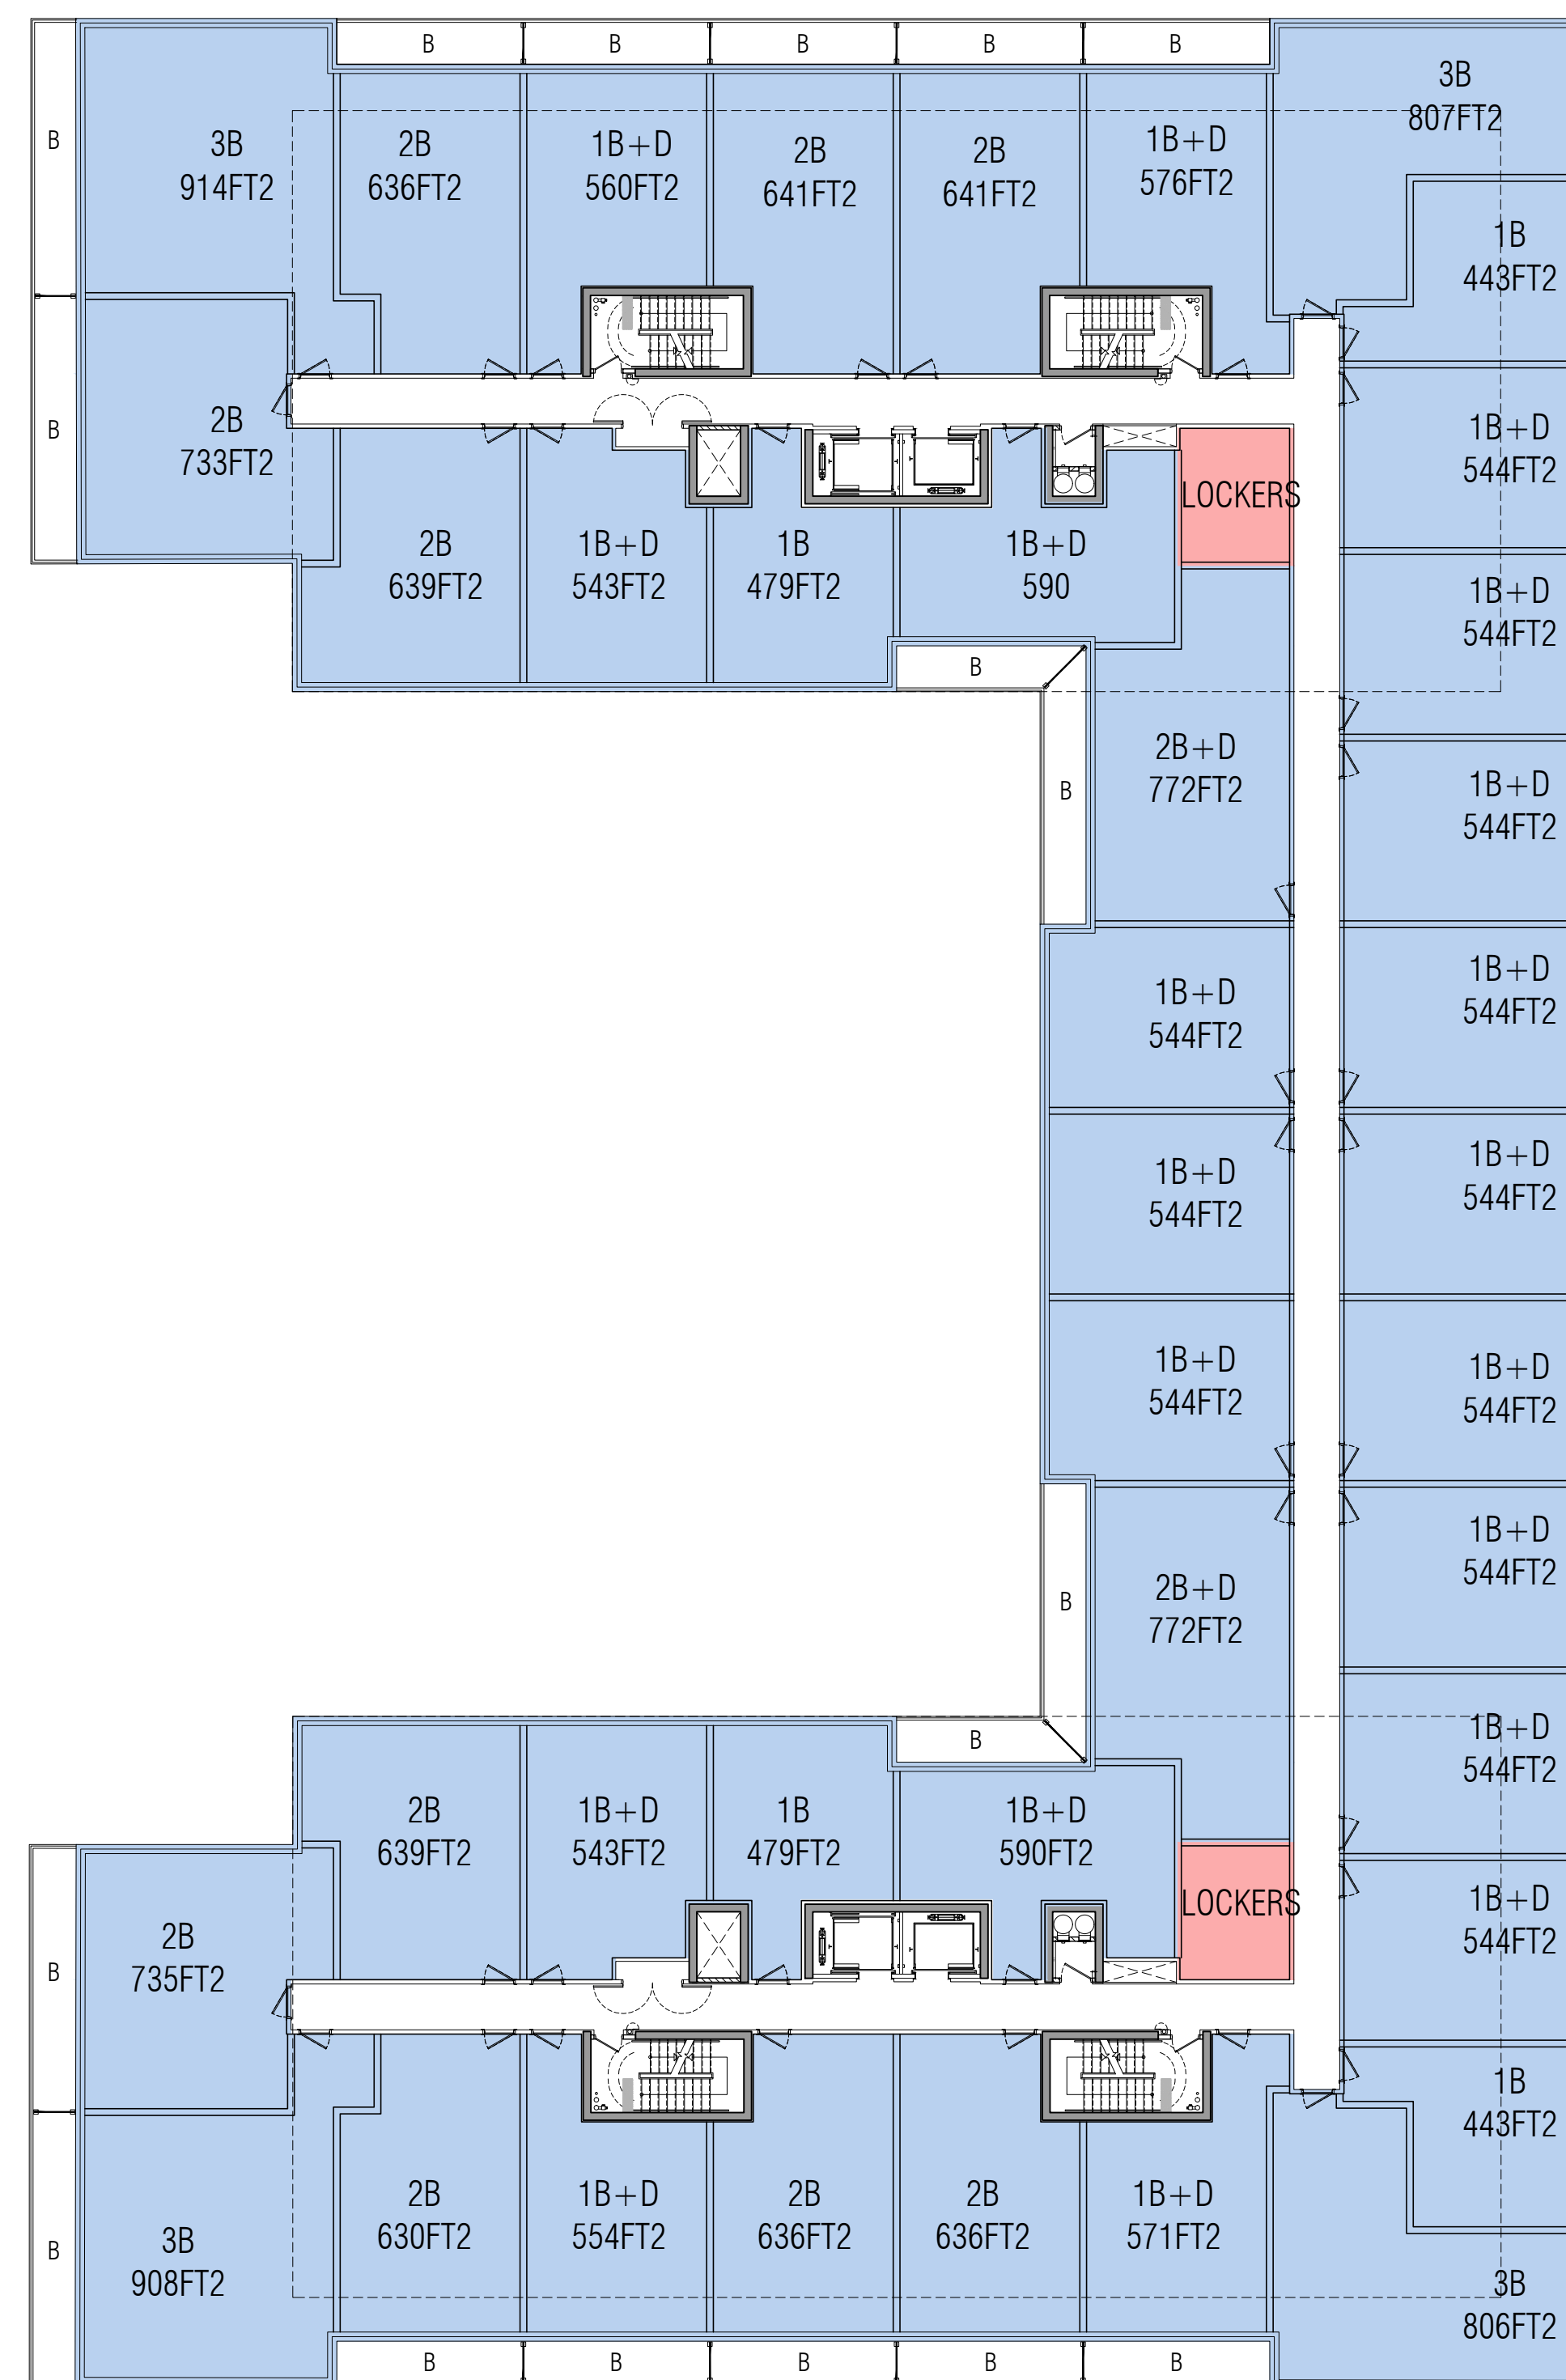 B
B
B
B
B
3B
807FT2
B
3B
914FT2
2B
636FT2
1B+D
560FT2
2B
641FT2
2B
641FT2
1B+D
576FT2
1B
443FT2
B
2B
733FT2
1B+D
544FT2
LOCKERS
2B
639FT2
1B+D
543FT2
1B
479FT2
1B+D
590
1B+D
544FT2
B
2B+D
772FT2
B
1B+D
544FT2
1B+D
544FT2
1B+D
544FT2
1B+D
544FT2
1B+D
544FT2
1B+D
544FT2
1B+D
544FT2
1B+D
544FT2
2B+D
772FT2
B
B
1B+D
544FT2
2B
639FT2
1B+D
543FT2
1B
479FT2
1B+D
590FT2
LOCKERS
1B+D
544FT2
B
2B
735FT2
1B
443FT2
B
3B
908FT2
2B
630FT2
1B+D
554FT2
2B
636FT2
2B
636FT2
1B+D
571FT2
3B
806FT2
B
B
B
B
B